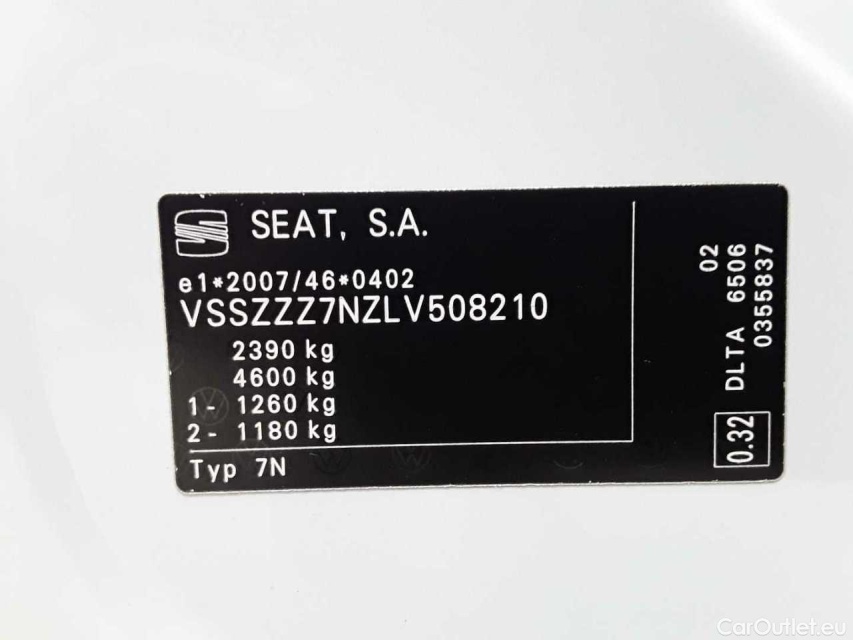 SEAT, S.A.
e1*2007/46*0402
VSSZZZ7NZLV508210
2390 kg
4600 kg
1- 1260 kg
2- 1180 kg
Typ 7N
02
DLTA 6506
0355837
0.32
CarOutlet.eu